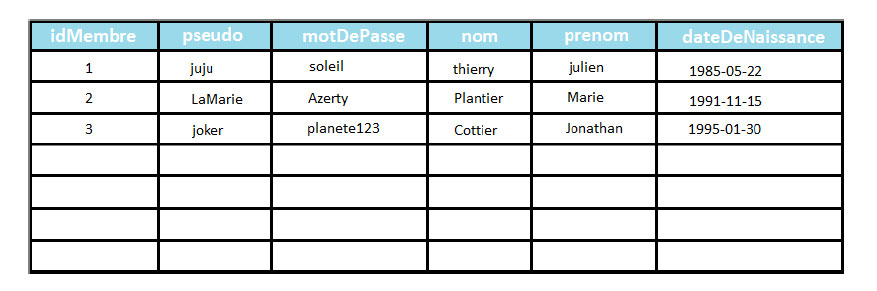 idMembre pseudo motDePasse nom prenom dateDeNaissance
1 juju soleil thierry julien 1985-05-22
2 LaMarie Azerty Plantier Marie 1991-11-15
3 joker planete123 Cottier Jonathan 1995-01-30